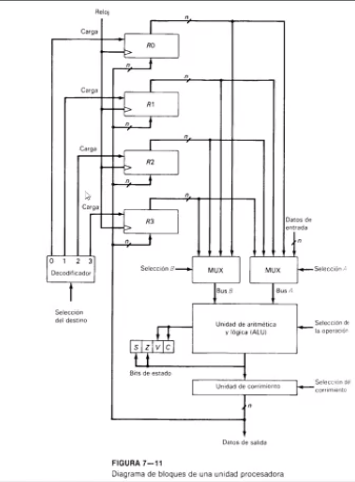 Reloj
n
Carga
R0
n
n
Carga
R1
n
n
Carga
R2
n
n
Carga
R3
n
Datos de
entrada
n
0 1 2 3
Decodificador
Selección B
MUX
MUX
Selección A
Bus B
Bus A
Selección
del destino
Unidad de aritmética
y lógica (ALU)
Selección de
la operación
S Z V C
Bits de estado
Unidad de corrimiento
Selección del
corrimiento
n
Datos de salida
FIGURA 7—11
Diagrama de bloques de una unidad procesadora